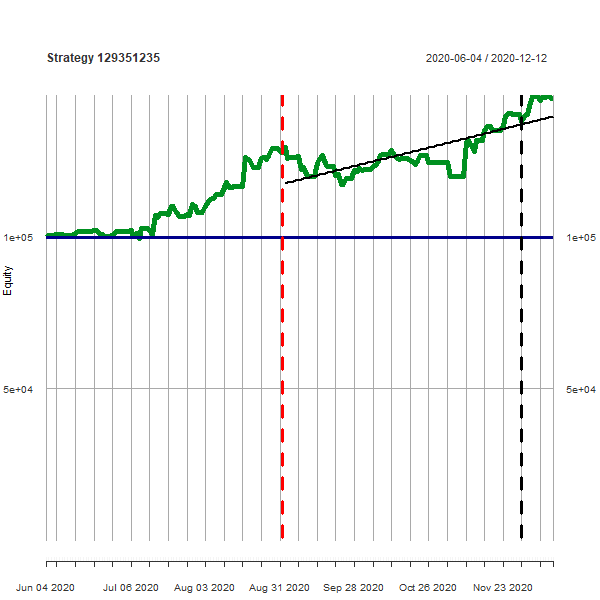 Strategy 129351235
2020-06-04 / 2020-12-12
1e+05
1e+05
Equity
5e+04
5e+04
Jun 04 2020
Jul 06 2020
Aug 03 2020
Aug 31 2020
Sep 28 2020
Oct 26 2020
Nov 23 2020